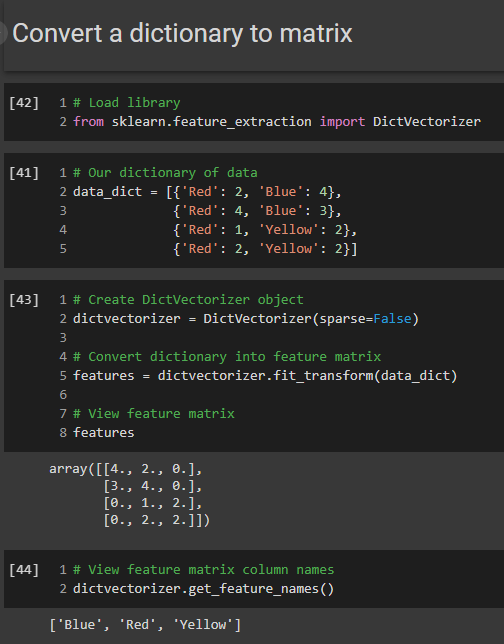 Convert a dictionary to matrix
[42] 1 # Load library
2 from sklearn.feature_extraction import DictVectorizer
[41] 1 # Our dictionary of data
2 data_dict = [{'Red': 2, 'Blue': 4},
3              {'Red': 4, 'Blue': 3},
4              {'Red': 1, 'Yellow': 2},
5              {'Red': 2, 'Yellow': 2}]
[43] 1 # Create DictVectorizer object
2 dictvectorizer = DictVectorizer(sparse=False)
3
4 # Convert dictionary into feature matrix
5 features = dictvectorizer.fit_transform(data_dict)
6
7 # View feature matrix
8 features
array([[4., 2., 0.],
       [3., 4., 0.],
       [0., 1., 2.],
       [0., 2., 2.]])
[44] 1 # View feature matrix column names
2 dictvectorizer.get_feature_names()
['Blue', 'Red', 'Yellow']